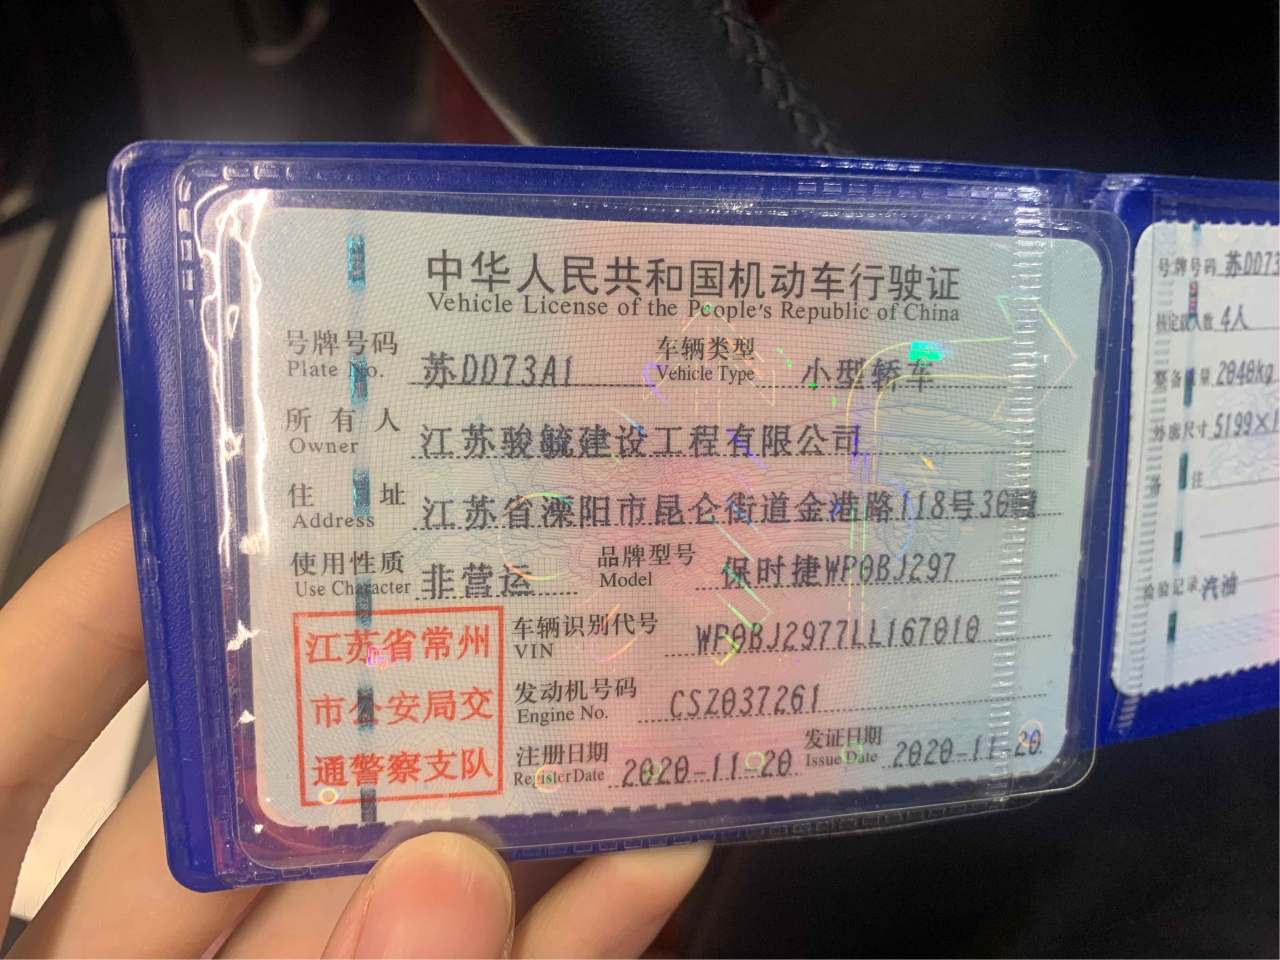 中华人民共和国机动车行驶证
Vehicle License of the People's Republic of China
号牌号码 苏DD73A1 车辆类型 小型轿车
Plate No. Vehicle Type
所有人 江苏骏毓建设工程有限公司
Owner
住址 江苏省溧阳市昆仑街道金港路118号30幢
Address
使用性质 非营运 品牌型号 保时捷WP0BJ297
Use Character Model
江苏省常州
市公安局交
通警察支队
车辆识别代号 WP0BJ2977LL167010
VIN
发动机号码 CSZ037261
Engine No.
注册日期 2020-11-20 发证日期 2020-11-20
Register Date Issue Date
号牌号码 苏DD73
核定载人数 4人
整备质量 2040kg
外廓尺寸 5199×1
备注
检验记录 汽油